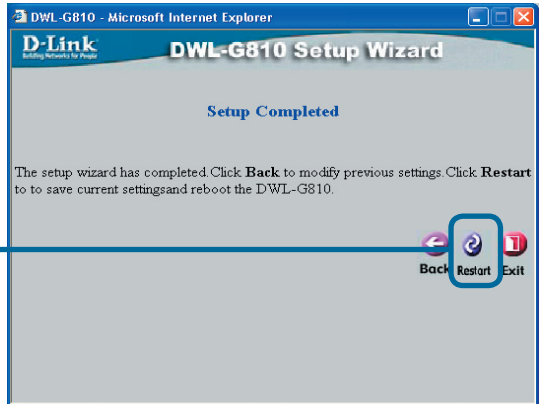 DWL-G810 - Microsoft Internet Explorer
D-Link
Building Networks for People
DWL-G810 Setup Wizard
Setup Completed
The setup wizard has completed.Click Back to modify previous settings.Click Restart
to to save current settingsand reboot the DWL-G810.
Back Restart Exit